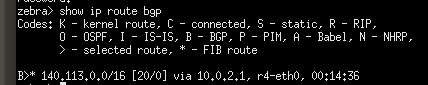 zebra> show ip route bgp
Codes: K - kernel route, C - connected, S - static, R - RIP,
O - OSPF, I - IS-IS, B - BGP, P - PIM, A - Babel, N - NHRP,
> - selected route, * - FIB route
B>* 140.113.0.0/16 [20/0] via 10.0.2.1, r4-eth0, 00:14:36